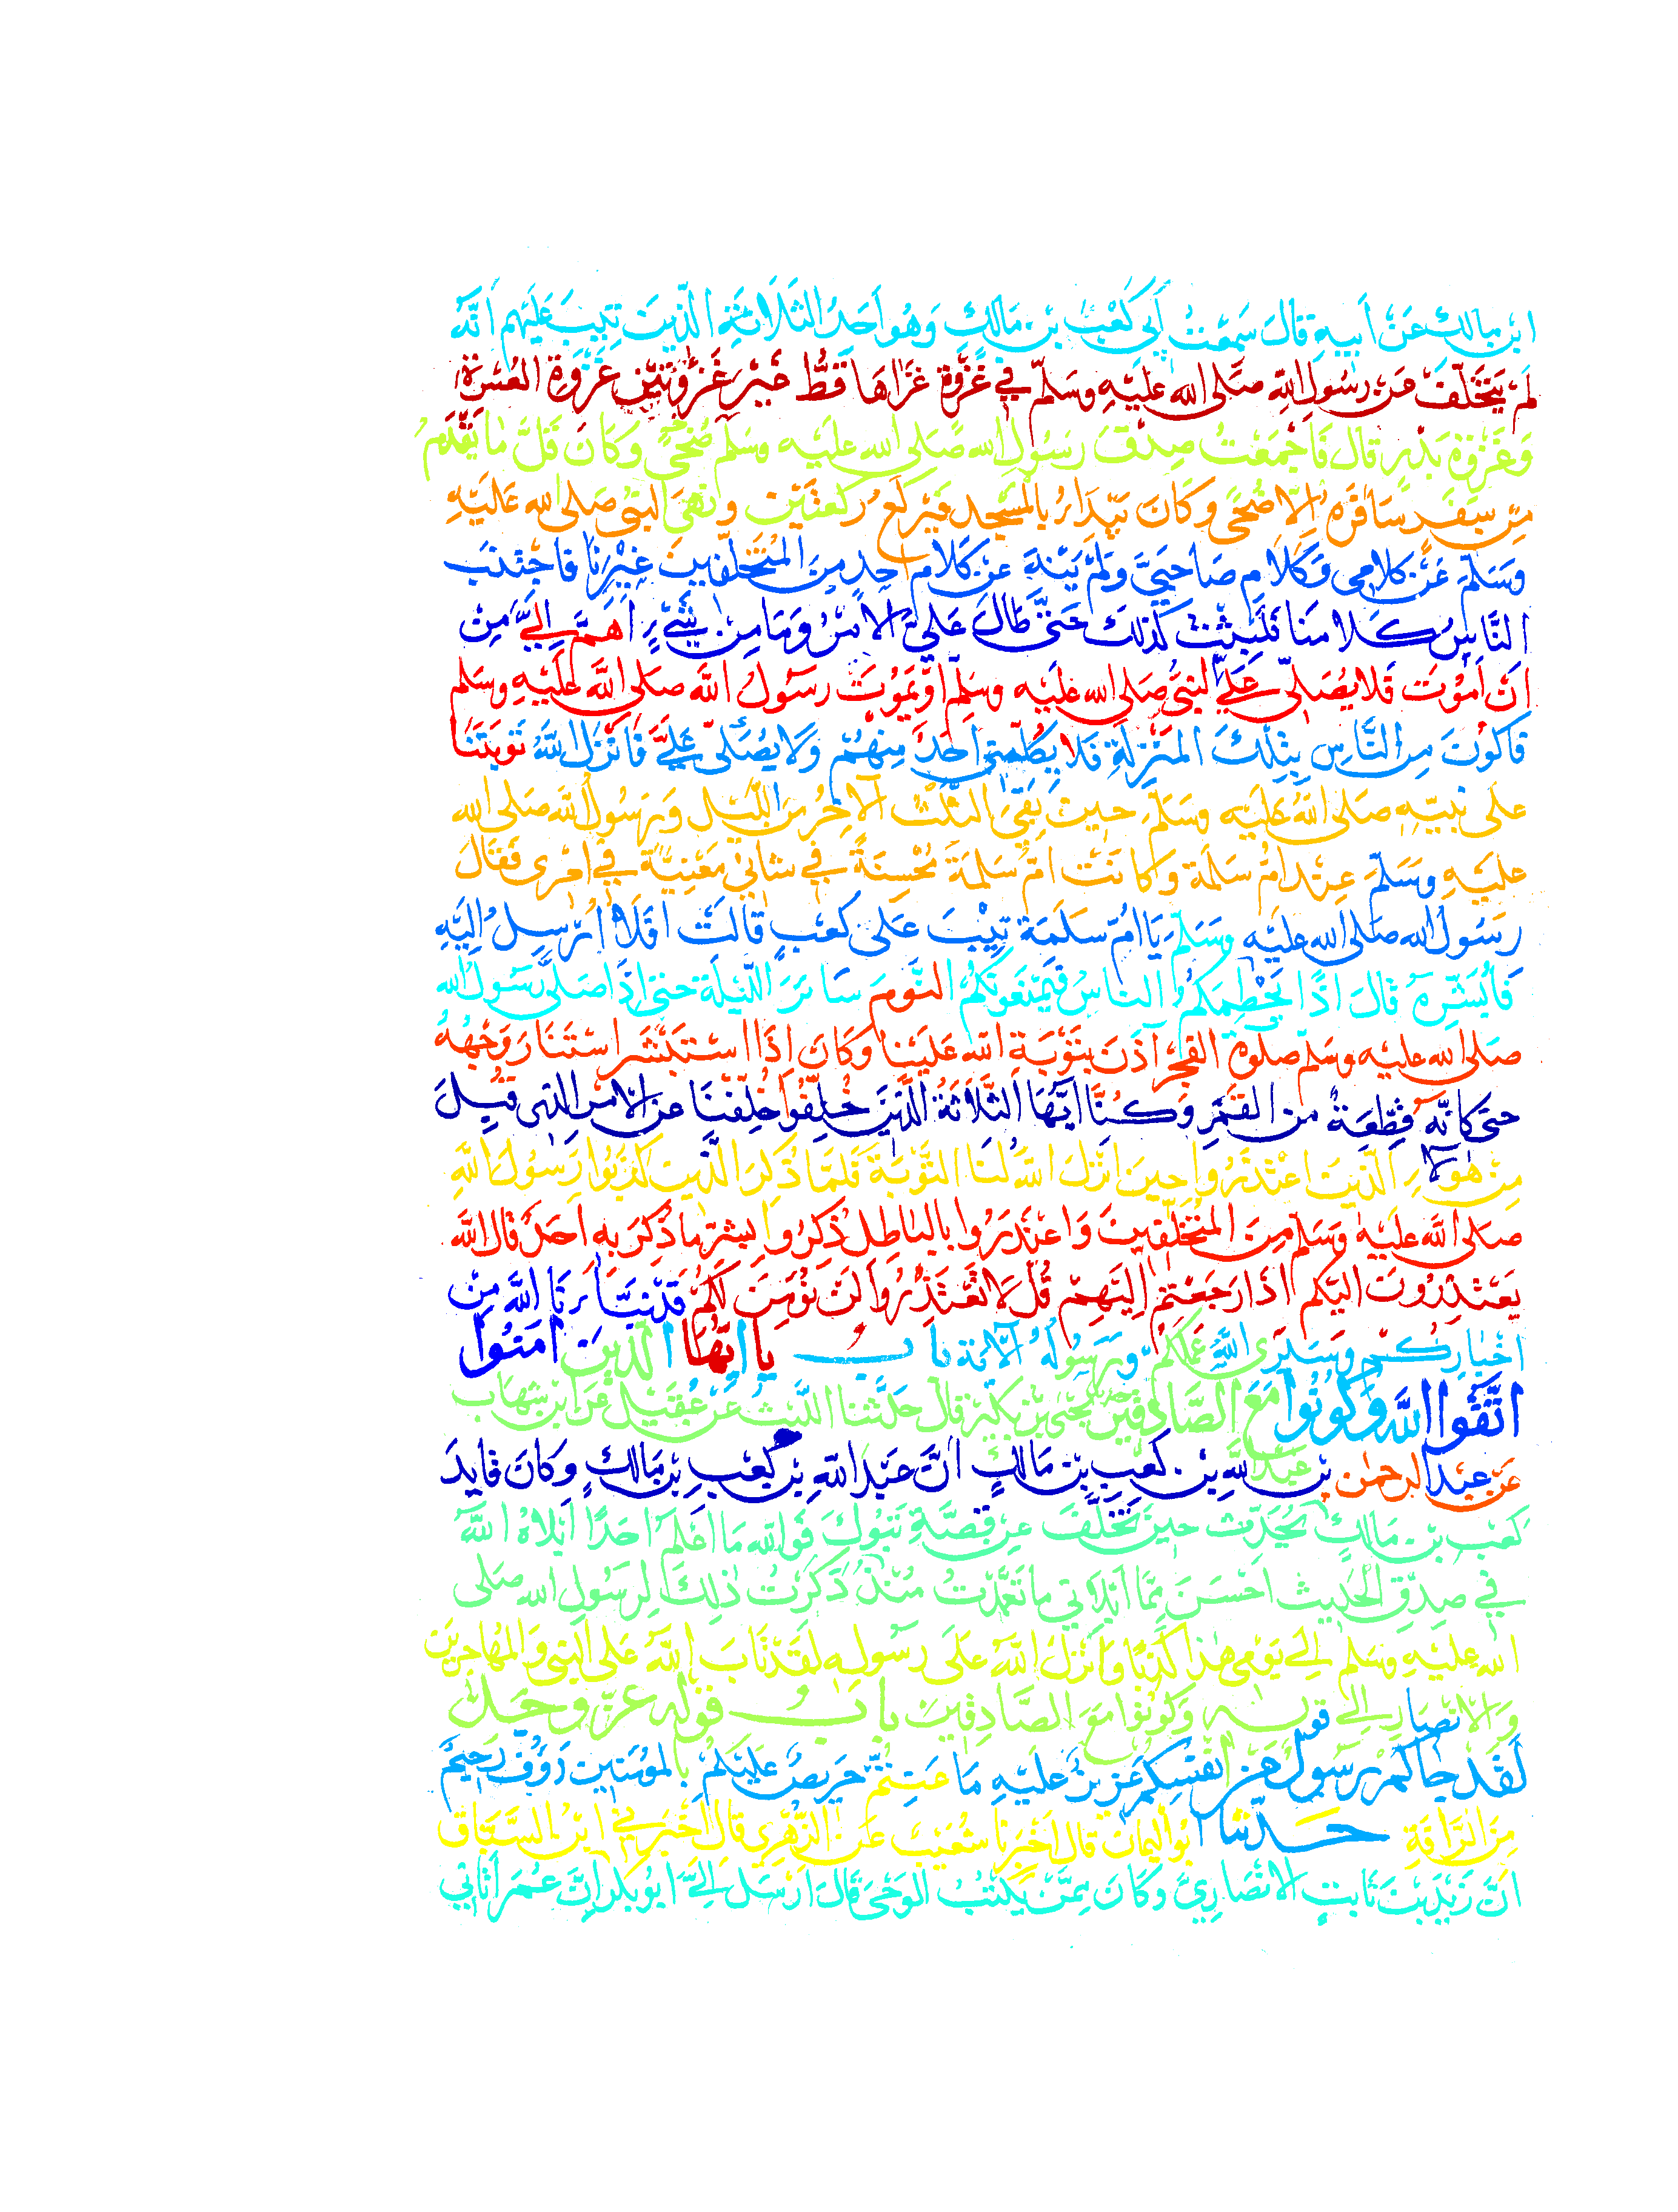 ابن مالك عن أبيه قال سمعت أبي كعب بن مالك وهو أحد الثلاثة الذين تيب عليهم أنه
لم يتخلف عن رسول الله صلى الله عليه وسلم في غزوة غزاها قط غير غزوتين غزوة العسرة
وغزوة بدر قال فأجمعت صدق رسول الله صلى الله عليه وسلم ضحى وكان قل ما يقدم
من سفر سافره إلا ضحى وكان يبدأ بالمسجد فيركع ركعتين ونهى النبي صلى الله عليه
وسلم عن كلامي وكلام صاحبي ولم ينه عن كلام أحد من المتخلفين غيرنا فاجتنب
الناس كلامنا فلبثت كذلك حتى طال علي الأمر وما من شيء أهم إلي من
أن أموت فلا يصلي علي النبي صلى الله عليه وسلم أو يموت رسول الله صلى الله عليه وسلم
فأكون من الناس بتلك المنزلة فلا يكلمني أحد منهم ولا يصلي علي فأنزل الله توبتنا
على نبيه صلى الله عليه وسلم حين بقي الثلث الآخر من الليل ورسول الله صلى الله
عليه وسلم عند أم سلمة وكانت أم سلمة محسنة في شأني معنية في أمري فقال
رسول الله صلى الله عليه وسلم يا أم سلمة تيب على كعب قالت أفلا أرسل إليه
فأبشره قال إذا يحطمكم الناس فيمنعونكم النوم سائر الليلة حتى إذا صلى رسول الله
صلى الله عليه وسلم صلوة الفجر آذن بتوبة الله علينا وكان إذا استبشر استنار وجهه
حتى كأنه قطعة من القمر وكنا أيها الثلاثة الذين خلفوا خلفنا عن الأمر الذي قبل
من هؤلاء الذين اعتذروا حين أنزل الله لنا التوبة فلما ذكر الذين كذبوا رسول الله
صلى الله عليه وسلم من المتخلفين واعتذروا بالباطل ذكروا بشر ما ذكر به أحد قال الله
يعتذرون إليكم إذا رجعتم إليهم قل لا تعتذروا لن نؤمن لكم قد نبأنا الله من
أخباركم وسيرى الله عملكم ورسوله الآية باب يا أيها الذين آمنوا
اتقوا الله وكونوا مع الصادقين يحيى بن بكير قال حدثنا الليث عن عقيل عن ابن شهاب
عن عبد الرحمن بن عبد الله بن كعب بن مالك أن عبد الله بن كعب بن مالك وكان قايد
كعب بن مالك يحدث حين تخلف عن قصة تبوك فوالله ما أعلم أحدا أبلاه الله
في صدق الحديث أحسن مما أبلاني ما تعمدت منذ ذكرت ذلك لرسول الله صلى
الله عليه وسلم إلى يومي هذا كذبا وأنزل الله على رسوله لقد تاب الله على النبي والمهاجرين
والأنصار إلى قوله وكونوا مع الصادقين باب قوله عز وجل
لقد جاكم رسول من أنفسكم عزيز عليه ما عنتم حريص عليكم بالمؤمنين رؤف رحيم
من الرأفة حدثنا أبو اليمان قال أخبرنا شعيب عن الزهري قال أخبرني ابن السباق
أن زيد بن ثابت الأنصاري وكان ممن يكتب الوحي قال أرسل إلي أبو بكر أن عمر أتاني